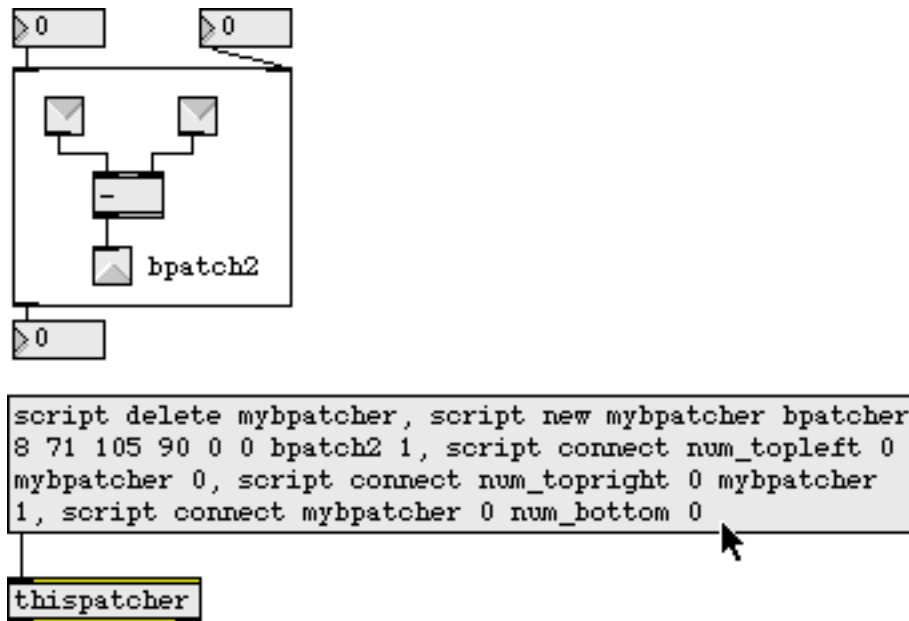 0 0
-
bpatch2
0
script delete mybpatcher, script new mybpatcher bpatcher
8 71 105 90 0 0 bpatch2 1, script connect num_topleft 0
mybpatcher 0, script connect num_topright 0 mybpatcher
1, script connect mybpatcher 0 num_bottom 0
thispatcher